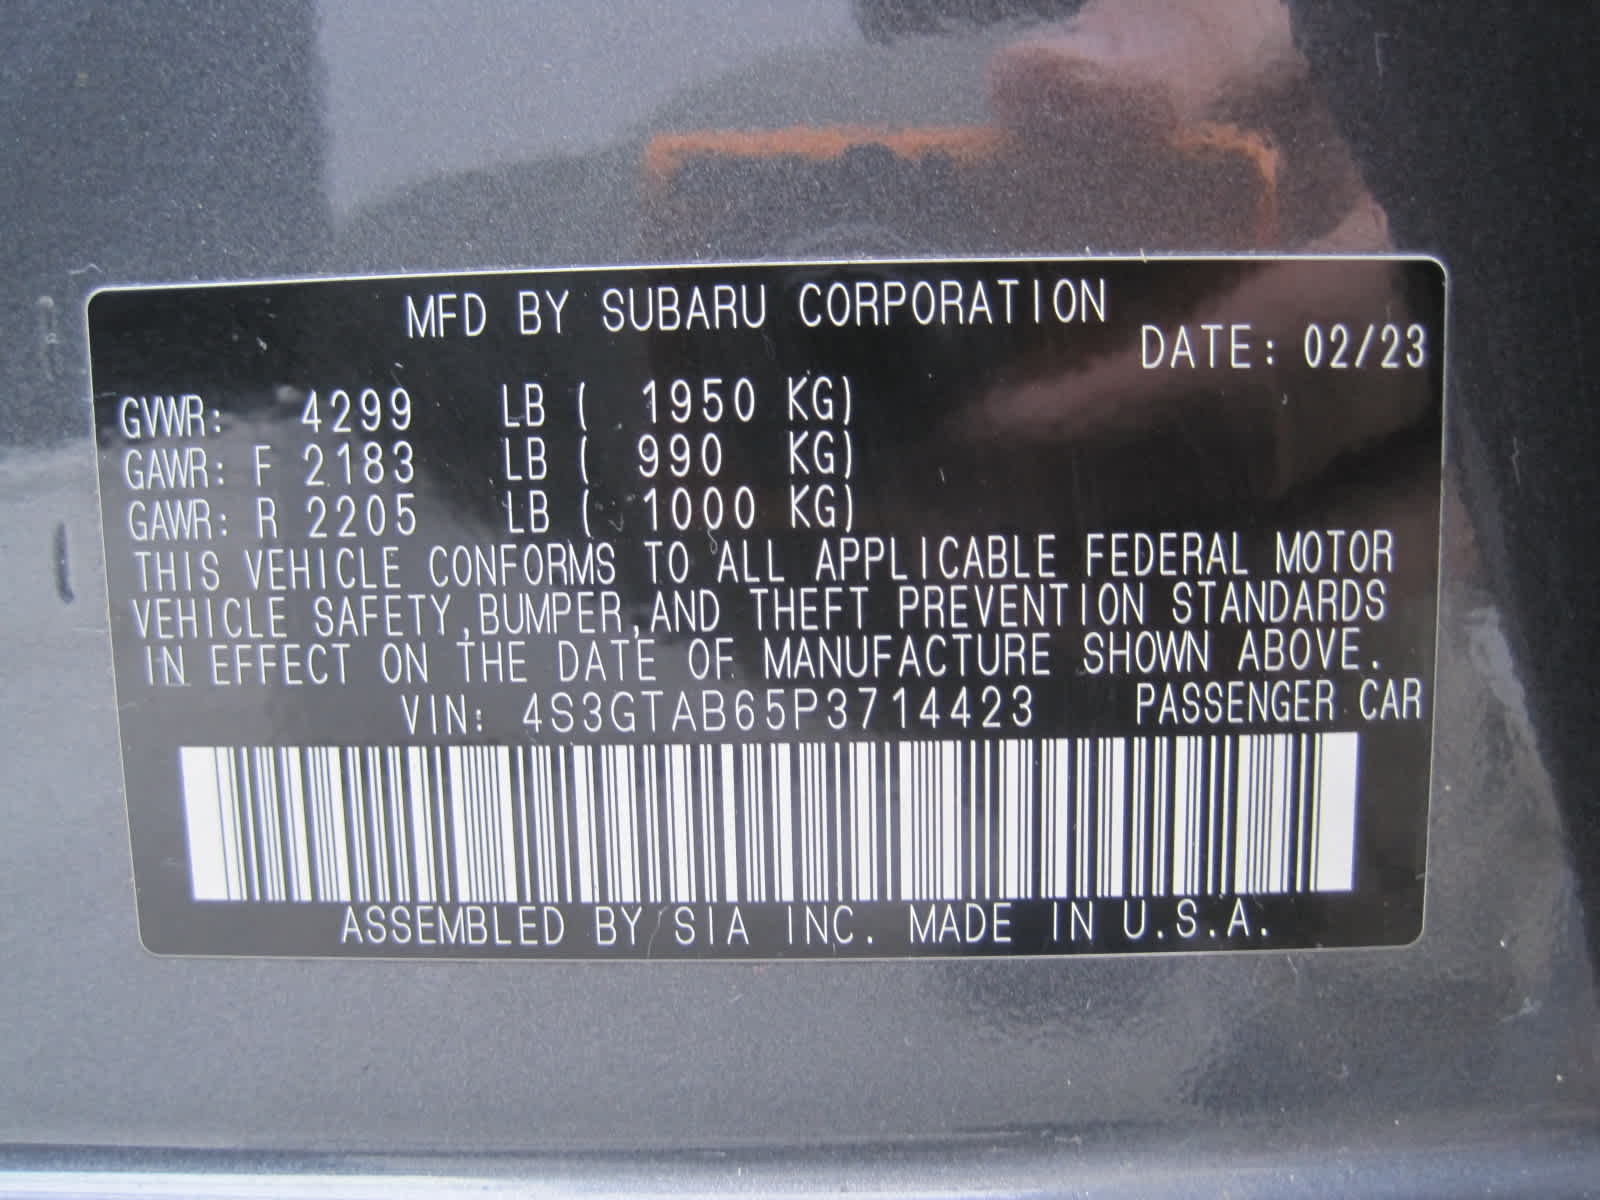 MFD BY SUBARU CORPORATION
DATE: 02/23
GVWR: 4299 LB ( 1950 KG)
GAWR: F 2183 LB ( 990 KG)
GAWR: R 2205 LB ( 1000 KG)
THIS VEHICLE CONFORMS TO ALL APPLICABLE FEDERAL MOTOR
VEHICLE SAFETY,BUMPER,AND THEFT PREVENTION STANDARDS
IN EFFECT ON THE DATE OF MANUFACTURE SHOWN ABOVE.
VIN: 4S3GTAB65P3714423 PASSENGER CAR
ASSEMBLED BY SIA INC. MADE IN U.S.A.